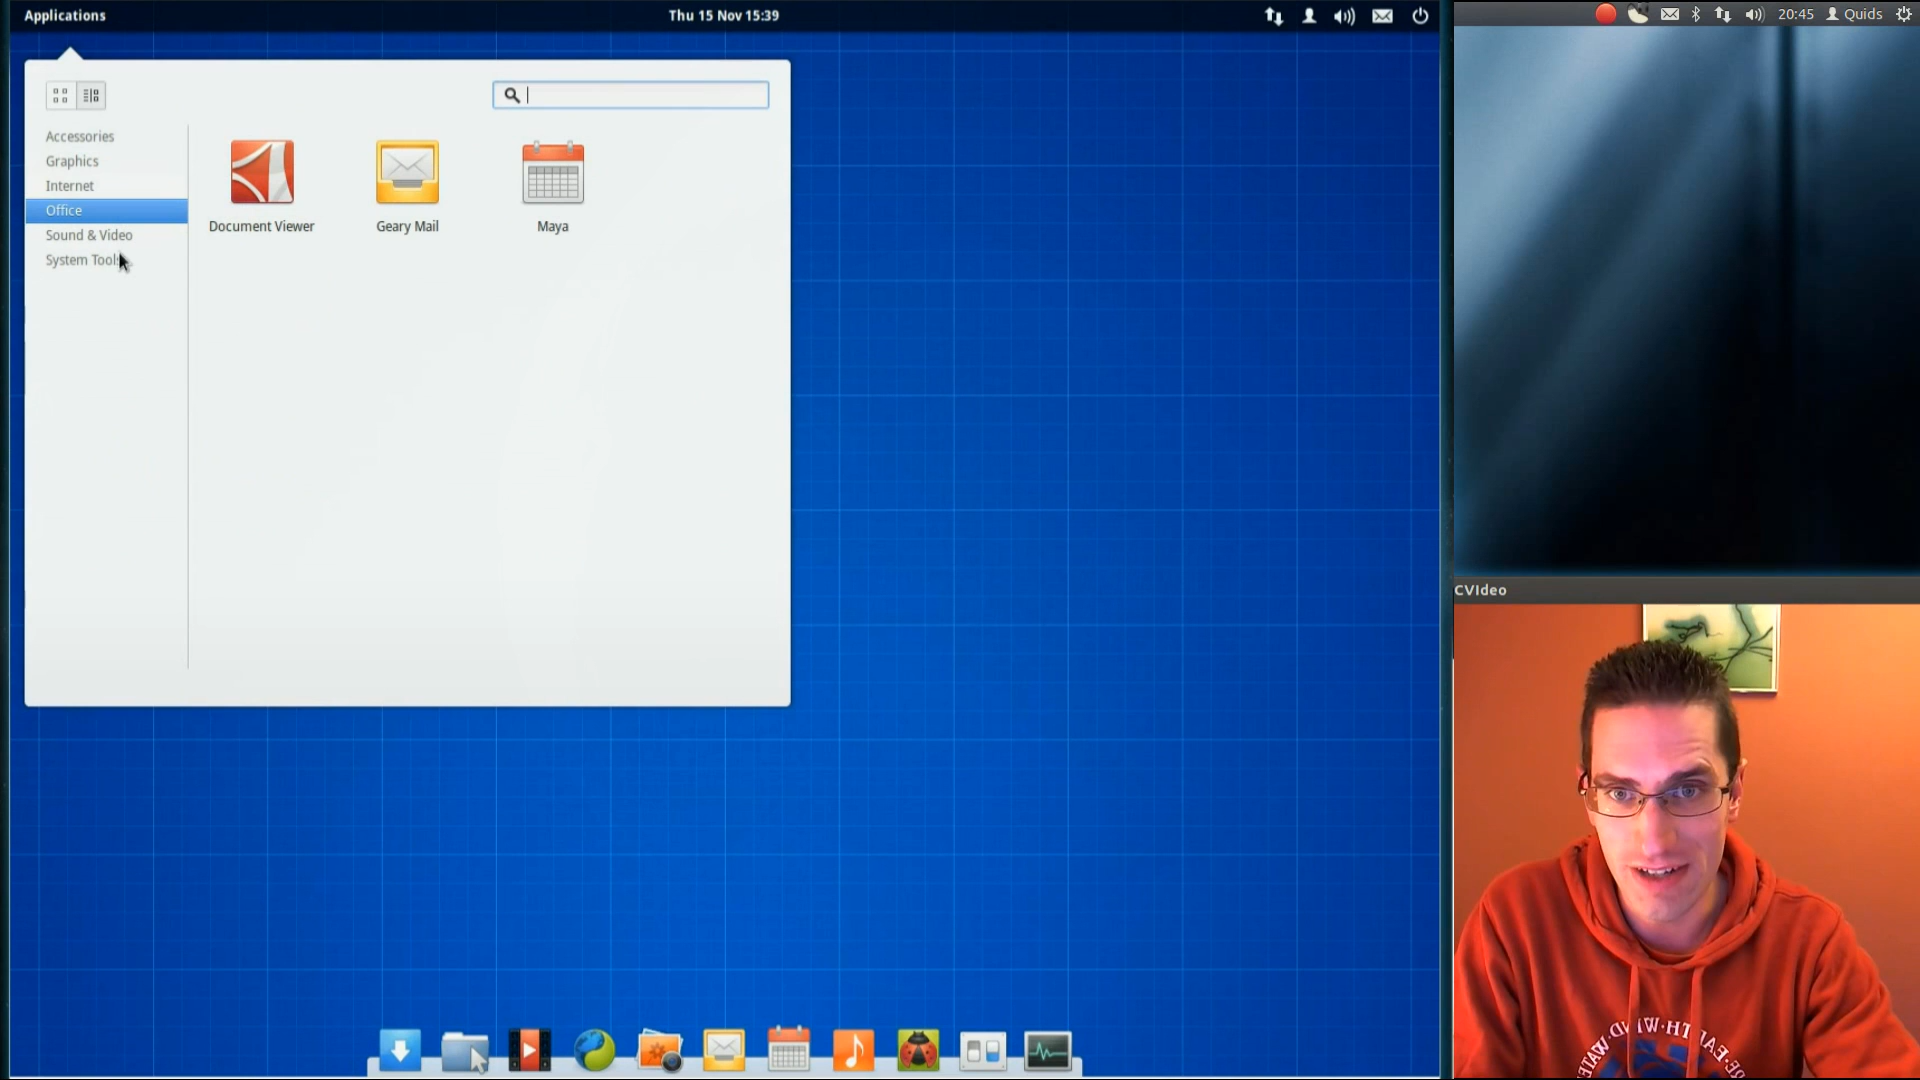 Applications
Thu 15 Nov 15:39
20:45
Quids
Accessories
Graphics
Internet
Office
Sound & Video
System Tools
Document Viewer
Geary Mail
Maya
CVIdeo